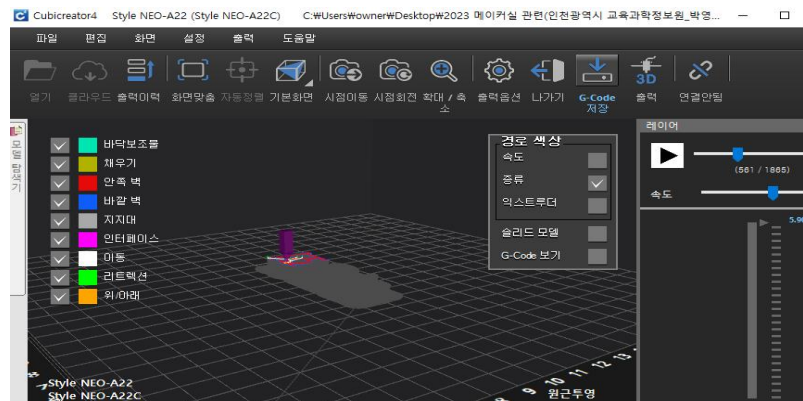 Cubicreator4 Style NEO-A22 (Style NEO-A22C) C:₩Users₩owner₩Desktop₩2023 메이커실 관련(인천광역시 교육과학정보원_박영...
파일 편집 화면 설정 출력 도움말
열기 클라우드 출력이력 화면맞춤 자동정렬 기본화면 시점이동 시점회전 확대 / 축소 출력옵션 나가기 G-Code 저장 출력 연결안됨
모델 탐색기
바닥보조물
채우기
안쪽 벽
바깥 벽
지지대
인터페이스
이동
리트렉션
위/아래
경로 색상
속도
종류
익스트루더
솔리드 모델
G-Code 보기
레이어
(561 / 1865)
속도
Style NEO-A22
Style NEO-A22C
9 10 11 12 13
원근투영